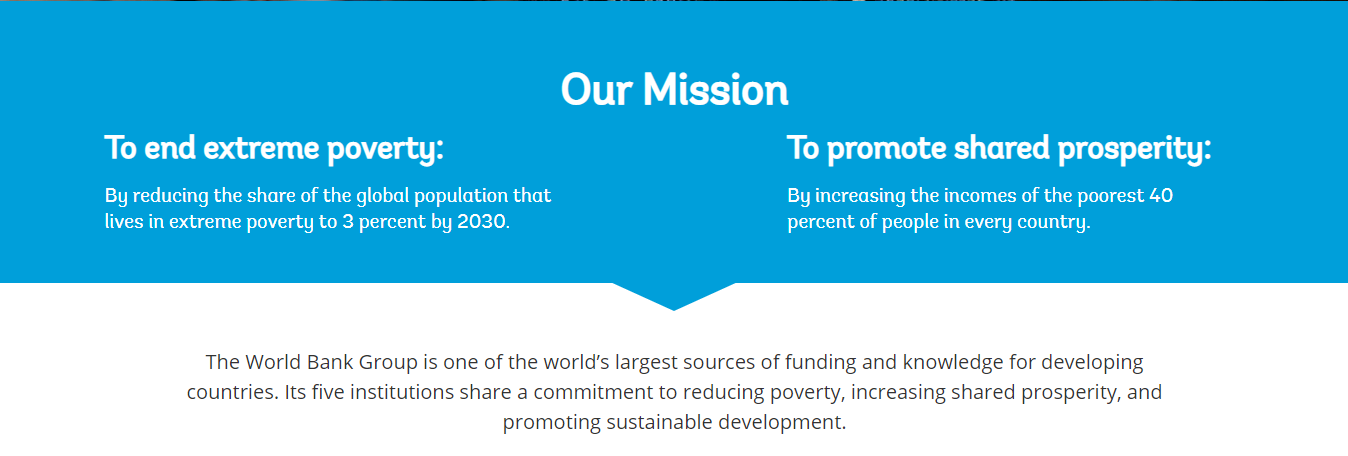 Our Mission
To end extreme poverty:
By reducing the share of the global population that
lives in extreme poverty to 3 percent by 2030.
To promote shared prosperity:
By increasing the incomes of the poorest 40
percent of people in every country.
The World Bank Group is one of the world’s largest sources of funding and knowledge for developing
countries. Its five institutions share a commitment to reducing poverty, increasing shared prosperity, and
promoting sustainable development.